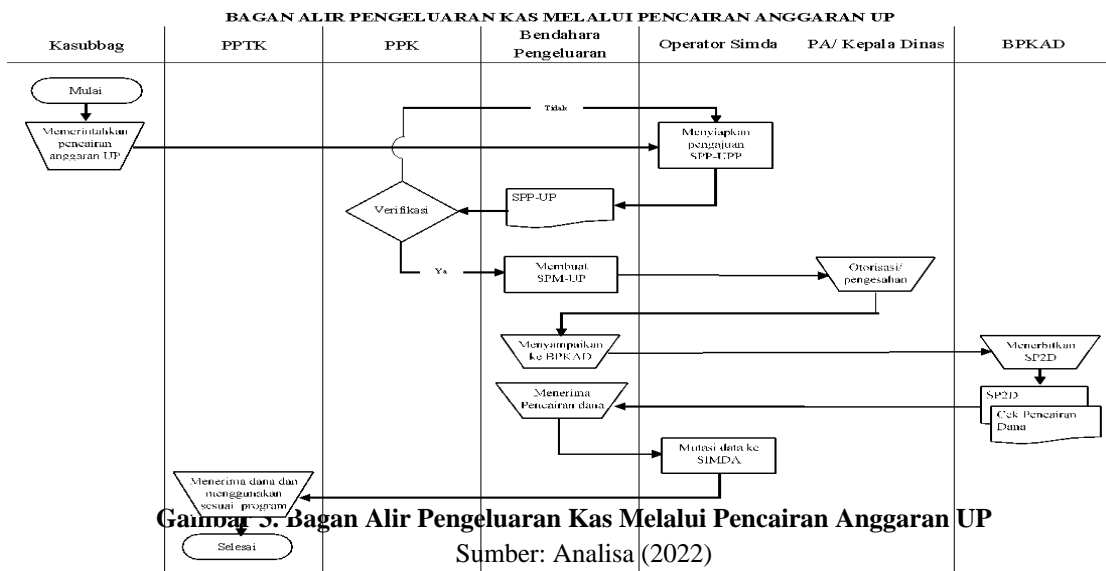 BAGAN ALIR PENGELUARAN KAS MELALUI PENCAIRAN ANGGARAN UP
Kasubbag
PPTK
PPK
Bendahara
Pengeluaran
Operator Simda
PA/ Kepala Dinas
BPKAD
Mulai
Tidak
Memerintahkan
pencairan
anggaran UP
Menyiapkan
pengajuan
SPP-UPP
SPP-UP
Verifikasi
Ya
Membuat
SPM-UP
Otorisasi/
pengesahan
Menyampaikan
ke BPKAD
Menerbitkan
SP2D
Menerima
Pencairan dana
SP2D
Cek Pencairan
Dana
Mutasi data ke
SIMDA
Menerima dana dan
menggunakan
sesuai program
Gambar 3. Bagan Alir Pengeluaran Kas Melalui Pencairan Anggaran UP
Selesai
Sumber: Analisa (2022)